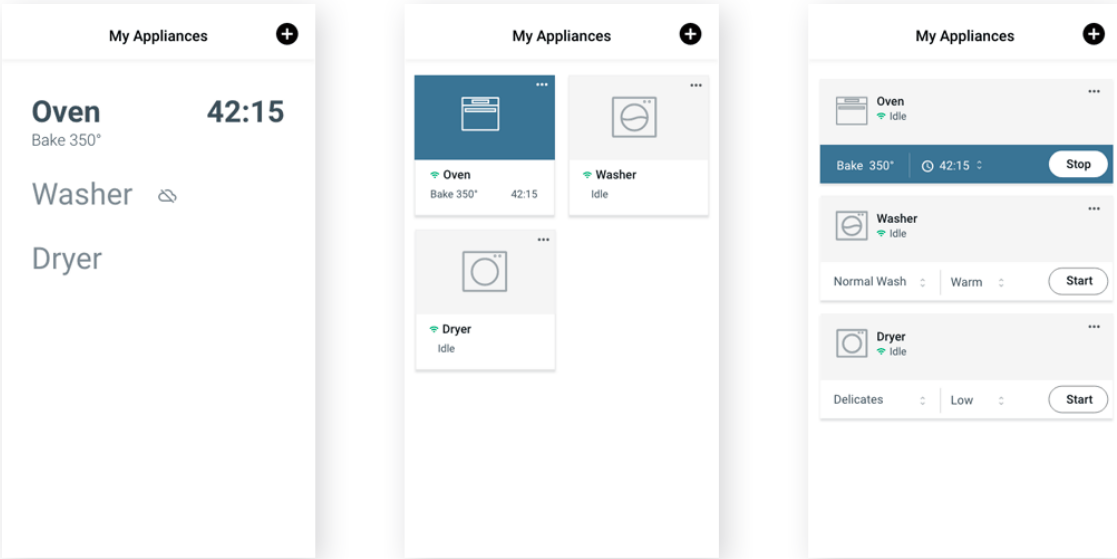 My Appliances
Oven 42:15
Bake 350°
Washer
Dryer
My Appliances
Oven
Bake 350° 42:15
Washer
Idle
Dryer
Idle
My Appliances
Oven
Idle
Bake 350° 42:15 Stop
Washer
Idle
Normal Wash Warm Start
Dryer
Idle
Delicates Low Start